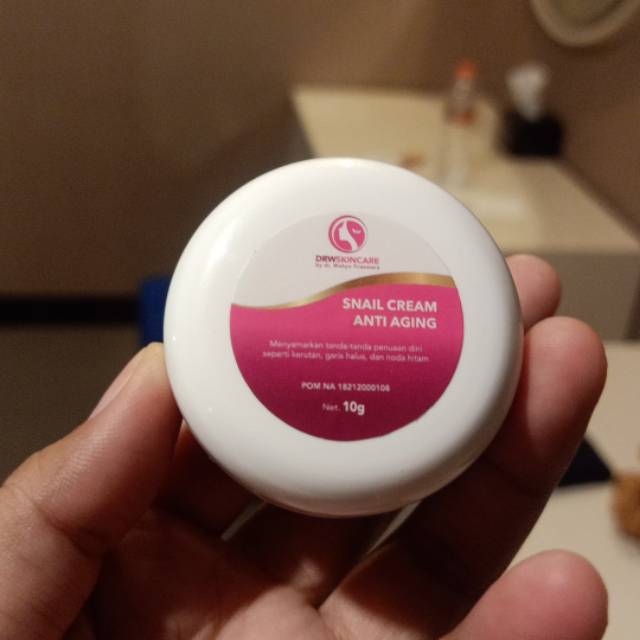 DRWSKINCARE
by dr. Wahyu Triasmara
SNAIL CREAM
ANTI AGING
Menyamarkan tanda-tanda penuaan dini
seperti kerutan, garis halus, dan noda hitam
POM NA 18212000108
Net. 10g